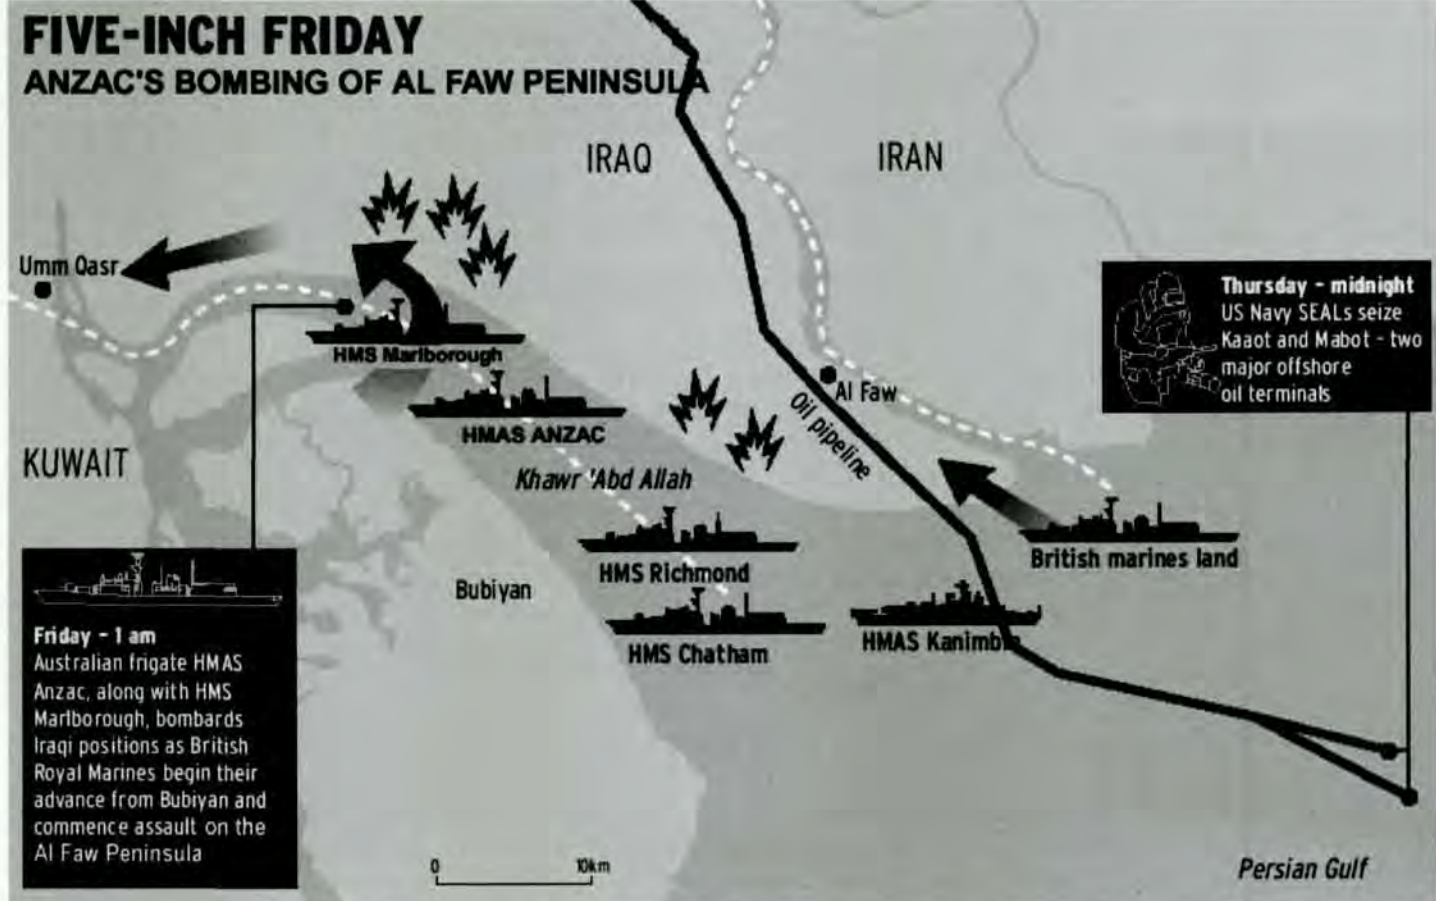 FIVE-INCH FRIDAY
ANZAC'S BOMBING OF AL FAW PENINSULA
IRAQ
IRAN
Umm Qasr
Thursday - midnight
US Navy SEALs seize
Kaaot and Mabot - two
major offshore
oil terminals
HMS Marlborough
Al Faw
Oil pipeline
HMAS ANZAC
KUWAIT
Khawr 'Abd Allah
British marines land
HMS Richmond
Bubiyan
HMAS Kanimbla
HMS Chatham
Friday - 1 am
Australian frigate HMAS
Anzac, along with HMS
Marlborough, bombards
Iraqi positions as British
Royal Marines begin their
advance from Bubiyan and
commence assault on the
Al Faw Peninsula
0 10km
Persian Gulf